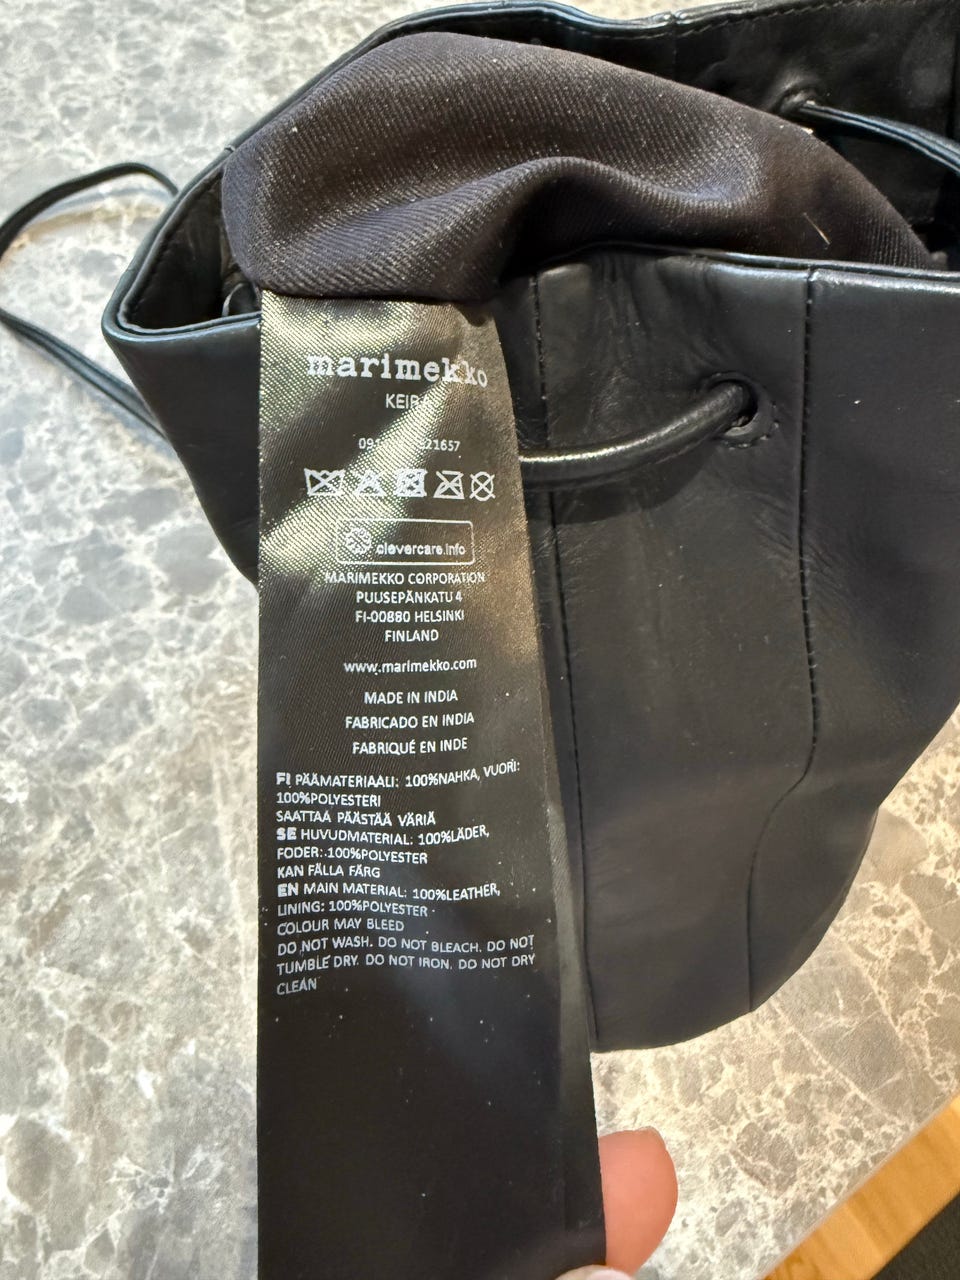 marimekko
21657
clevercare.info
MARIMEKKO CORPORATION
PUUSEPÄNKATU 4
FI-00880 HELSINKI
FINLAND
www.marimekko.com
MADE IN INDIA
FABRICADO EN INDIA
FABRIQUÉ EN INDE
FI PÄÄMATERIAALI: 100%NAHKA, VUORI:
100%POLYESTERI
SAATTAA PÄÄSTÄÄ VÄRIÄ
SE HUVUDMATERIAL: 100%LÄDER,
FODER: 100%POLYESTER
KAN FÄLLA FÄRG
EN MAIN MATERIAL: 100%LEATHER,
LINING: 100%POLYESTER
COLOUR MAY BLEED
DO NOT WASH. DO NOT BLEACH. DO NOT
TUMBLE DRY. DO NOT IRON. DO NOT DRY
CLEAN